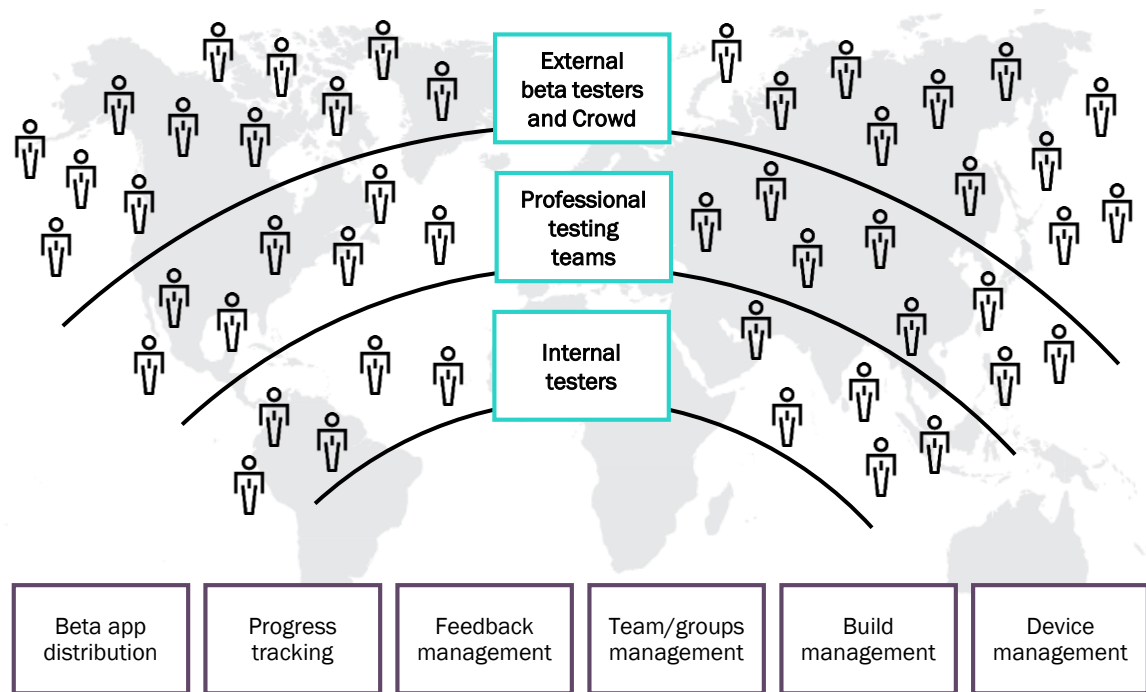 External
beta testers
and Crowd
Professional
testing
teams
Internal
testers
Beta app
distribution
Progress
tracking
Feedback
management
Team/groups
management
Build
management
Device
management